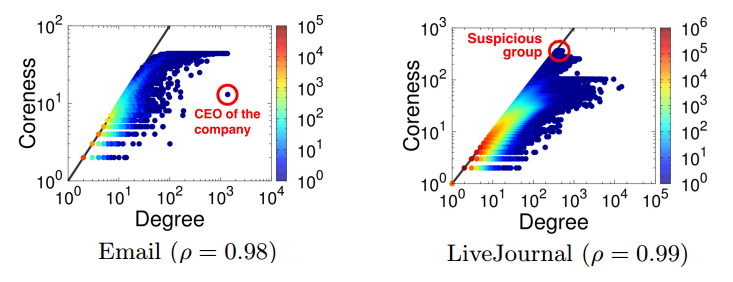 10^2
10^1
10^0
Coreness
10^0 10^1 10^2 10^3 10^4
Degree
CEO of the
company
10^5
10^4
10^3
10^2
10^1
10^0
Email (ρ = 0.98)
10^3
10^2
10^1
10^0
Coreness
10^0 10^1 10^2 10^3 10^4 10^5
Degree
Suspicious
group
10^6
10^5
10^4
10^3
10^2
10^1
10^0
LiveJournal (ρ = 0.99)